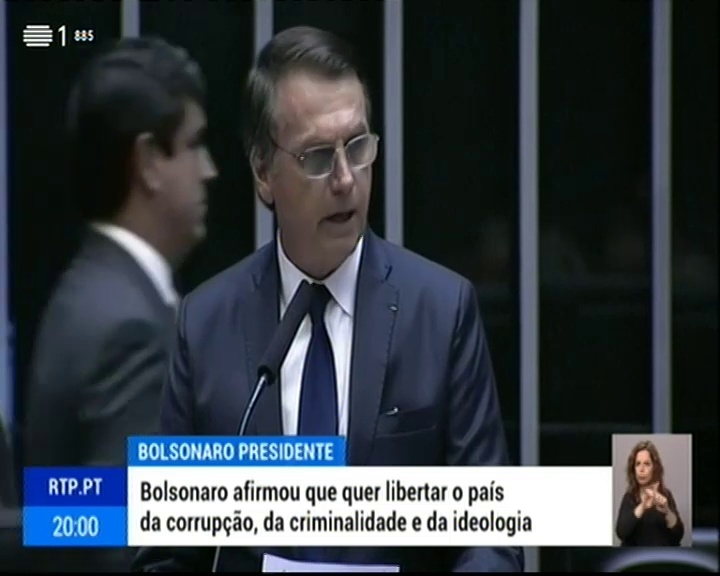 1 885
BOLSONARO PRESIDENTE
RTP.PT
20:00
Bolsonaro afirmou que quer libertar o país
da corrupção, da criminalidade e da ideologia